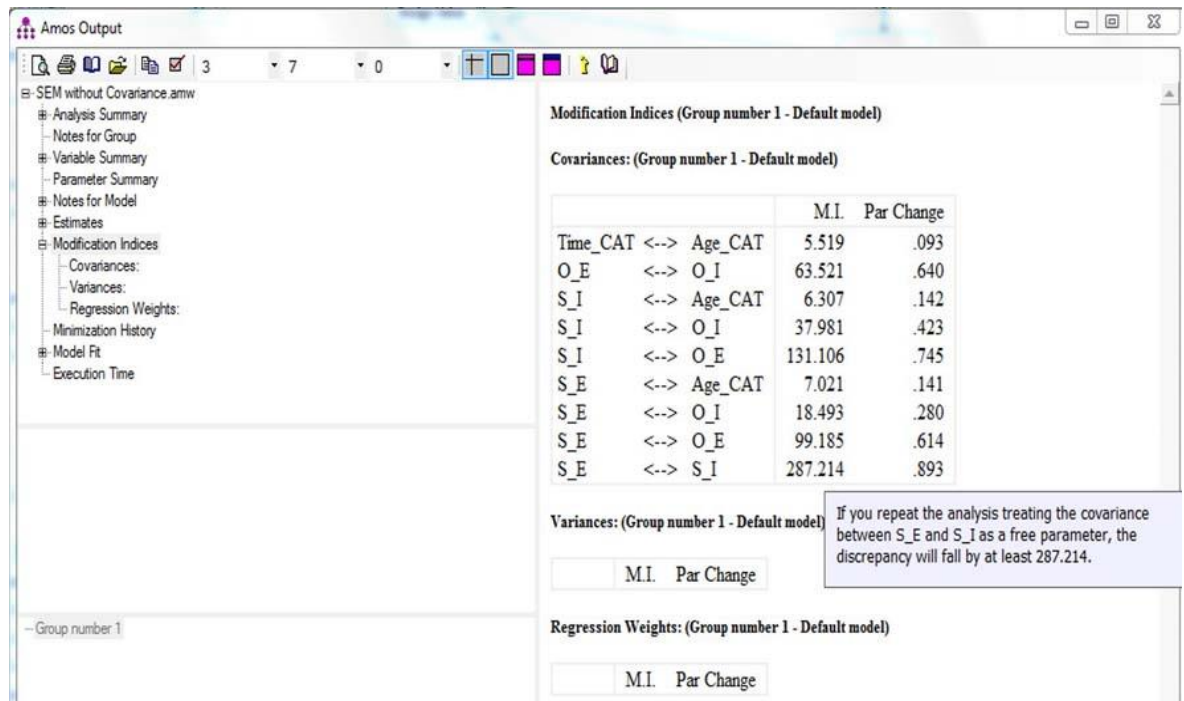 Amos Output
3 7 0
SEM without Covariance.amw
Analysis Summary
Notes for Group
Variable Summary
Parameter Summary
Notes for Model
Estimates
Modification Indices
Covariances:
Variances:
Regression Weights:
Minimization History
Model Fit
Execution Time
Group number 1
Modification Indices (Group number 1 - Default model)
Covariances: (Group number 1 - Default model)
M.I. Par Change
Time_CAT <--> Age_CAT 5.519 .093
O_E <--> O_I 63.521 .640
S_I <--> Age_CAT 6.307 .142
S_I <--> O_I 37.981 .423
S_I <--> O_E 131.106 .745
S_E <--> Age_CAT 7.021 .141
S_E <--> O_I 18.493 .280
S_E <--> O_E 99.185 .614
S_E <--> S_I 287.214 .893
If you repeat the analysis treating the covariance
between S_E and S_I as a free parameter, the
discrepancy will fall by at least 287.214.
Variances: (Group number 1 - Default model)
M.I. Par Change
Regression Weights: (Group number 1 - Default model)
M.I. Par Change